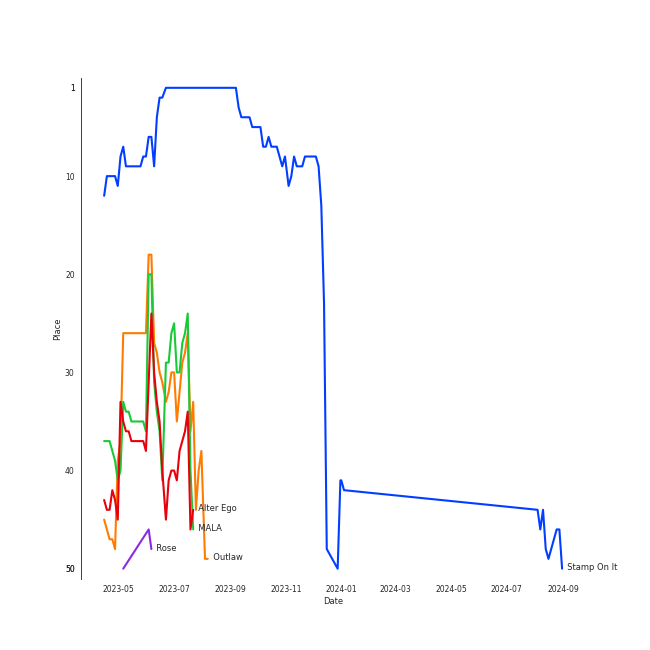 1
10
20
30
40
50
Place
Alter Ego
MALA
Rose
Outlaw
Stamp On It
2023-05
2023-07
2023-09
2023-11
2024-01
2024-03
2024-05
2024-07
2024-09
Date